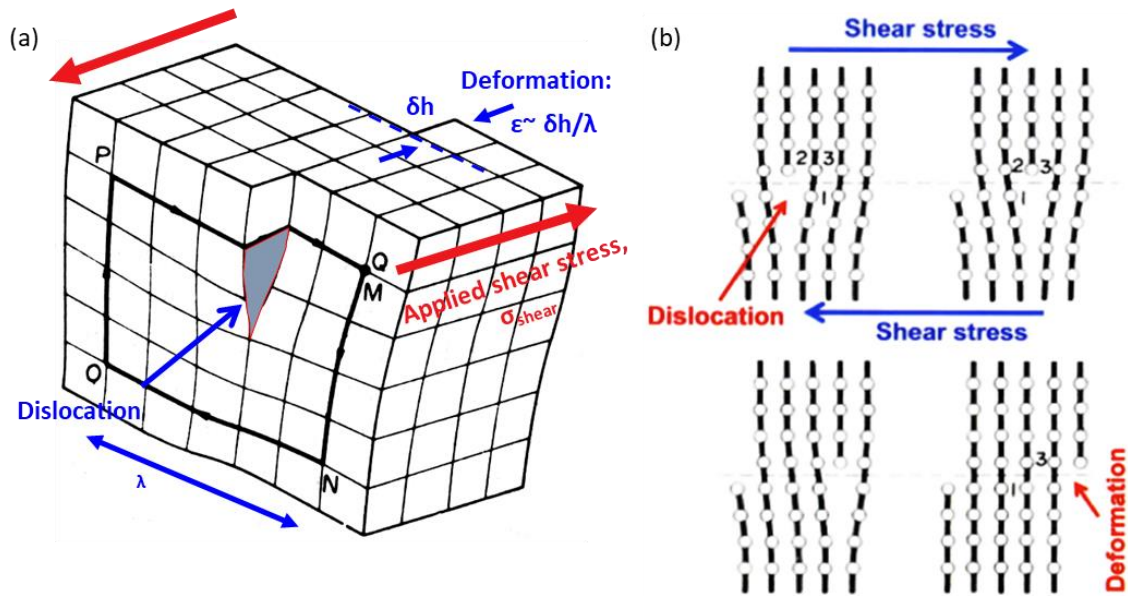 (a)
Deformation:
δh
ε~ δh/λ
P
Q
M
Applied shear stress,
σshear
O
Dislocation
λ
N
(b)
Shear stress
2 3
1
2 3
1
Dislocation
Shear stress
3
1
Deformation